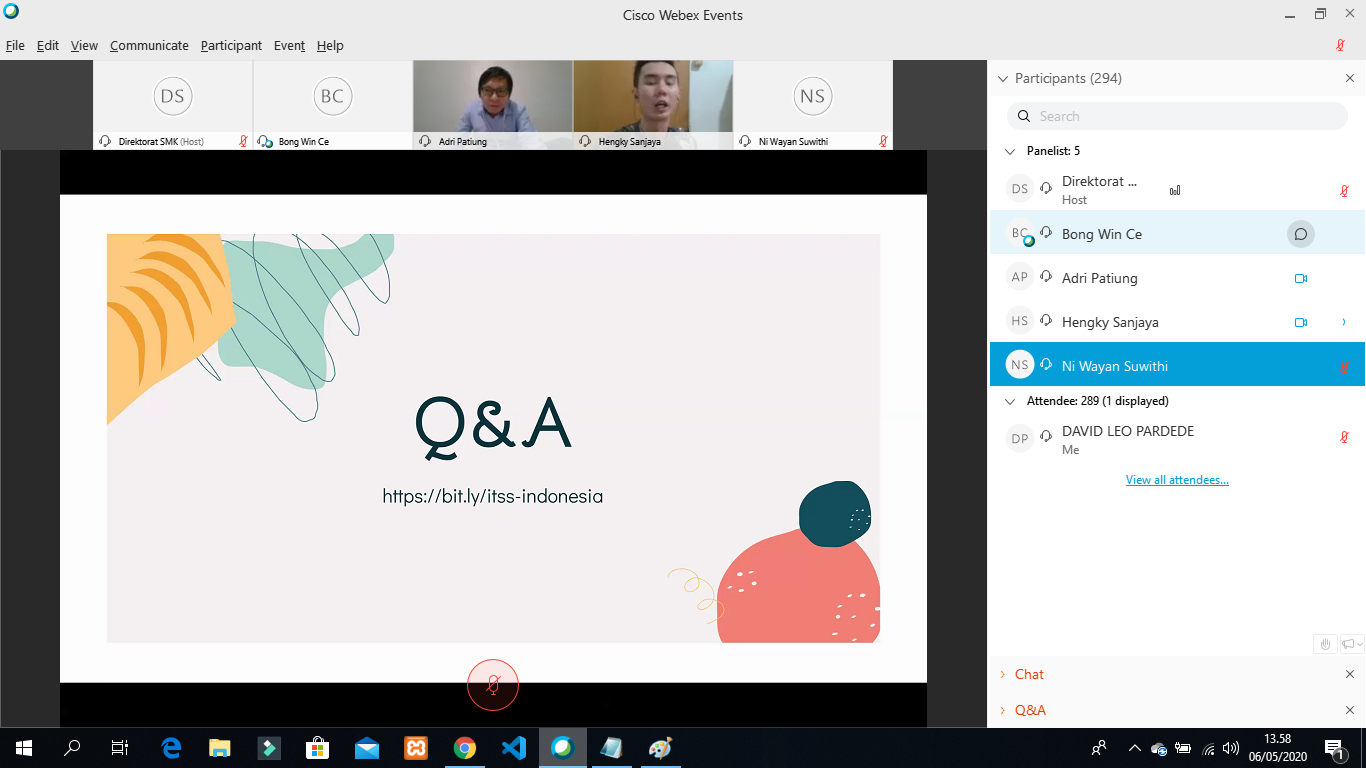 Cisco Webex Events
File Edit View Communicate Participant Event Help
DS
BC
NS
Direktorat SMK (Host)
Bong Win Ce
Adri Patiung
Hengky Sanjaya
Ni Wayan Suwithi
Q&A
https://bit.ly/itss-indonesia
Participants (294)
Search
Panelist: 5
DS Direktorat ...
Host
BC Bong Win Ce
AP Adri Patiung
HS Hengky Sanjaya
NS Ni Wayan Suwithi
Attendee: 289 (1 displayed)
DP DAVID LEO PARDEDE
Me
View all attendees...
Chat
Q&A
13.58
06/05/2020
1